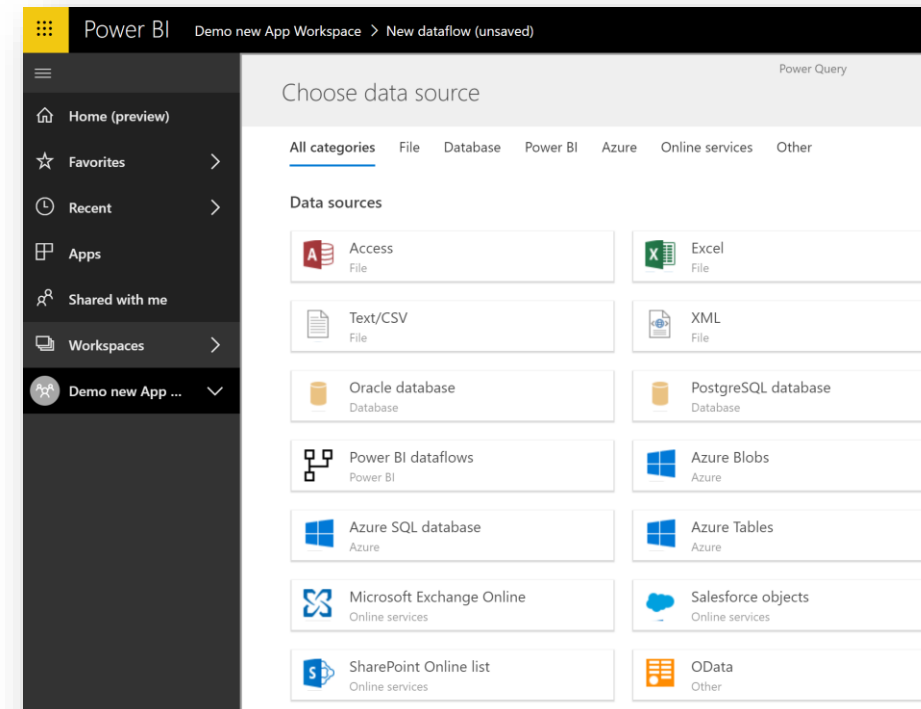 Power BI Demo new App Workspace > New dataflow (unsaved)
Power Query
Choose data source
Home (preview)
Favorites
Recent
Apps
Shared with me
Workspaces
Demo new App ...
All categories File Database Power BI Azure Online services Other
Data sources
Access
File
Excel
File
Text/CSV
File
XML
File
Oracle database
Database
PostgreSQL database
Database
Power BI dataflows
Power BI
Azure Blobs
Azure
Azure SQL database
Azure
Azure Tables
Azure
Microsoft Exchange Online
Online services
Salesforce objects
Online services
SharePoint Online list
Online services
OData
Other